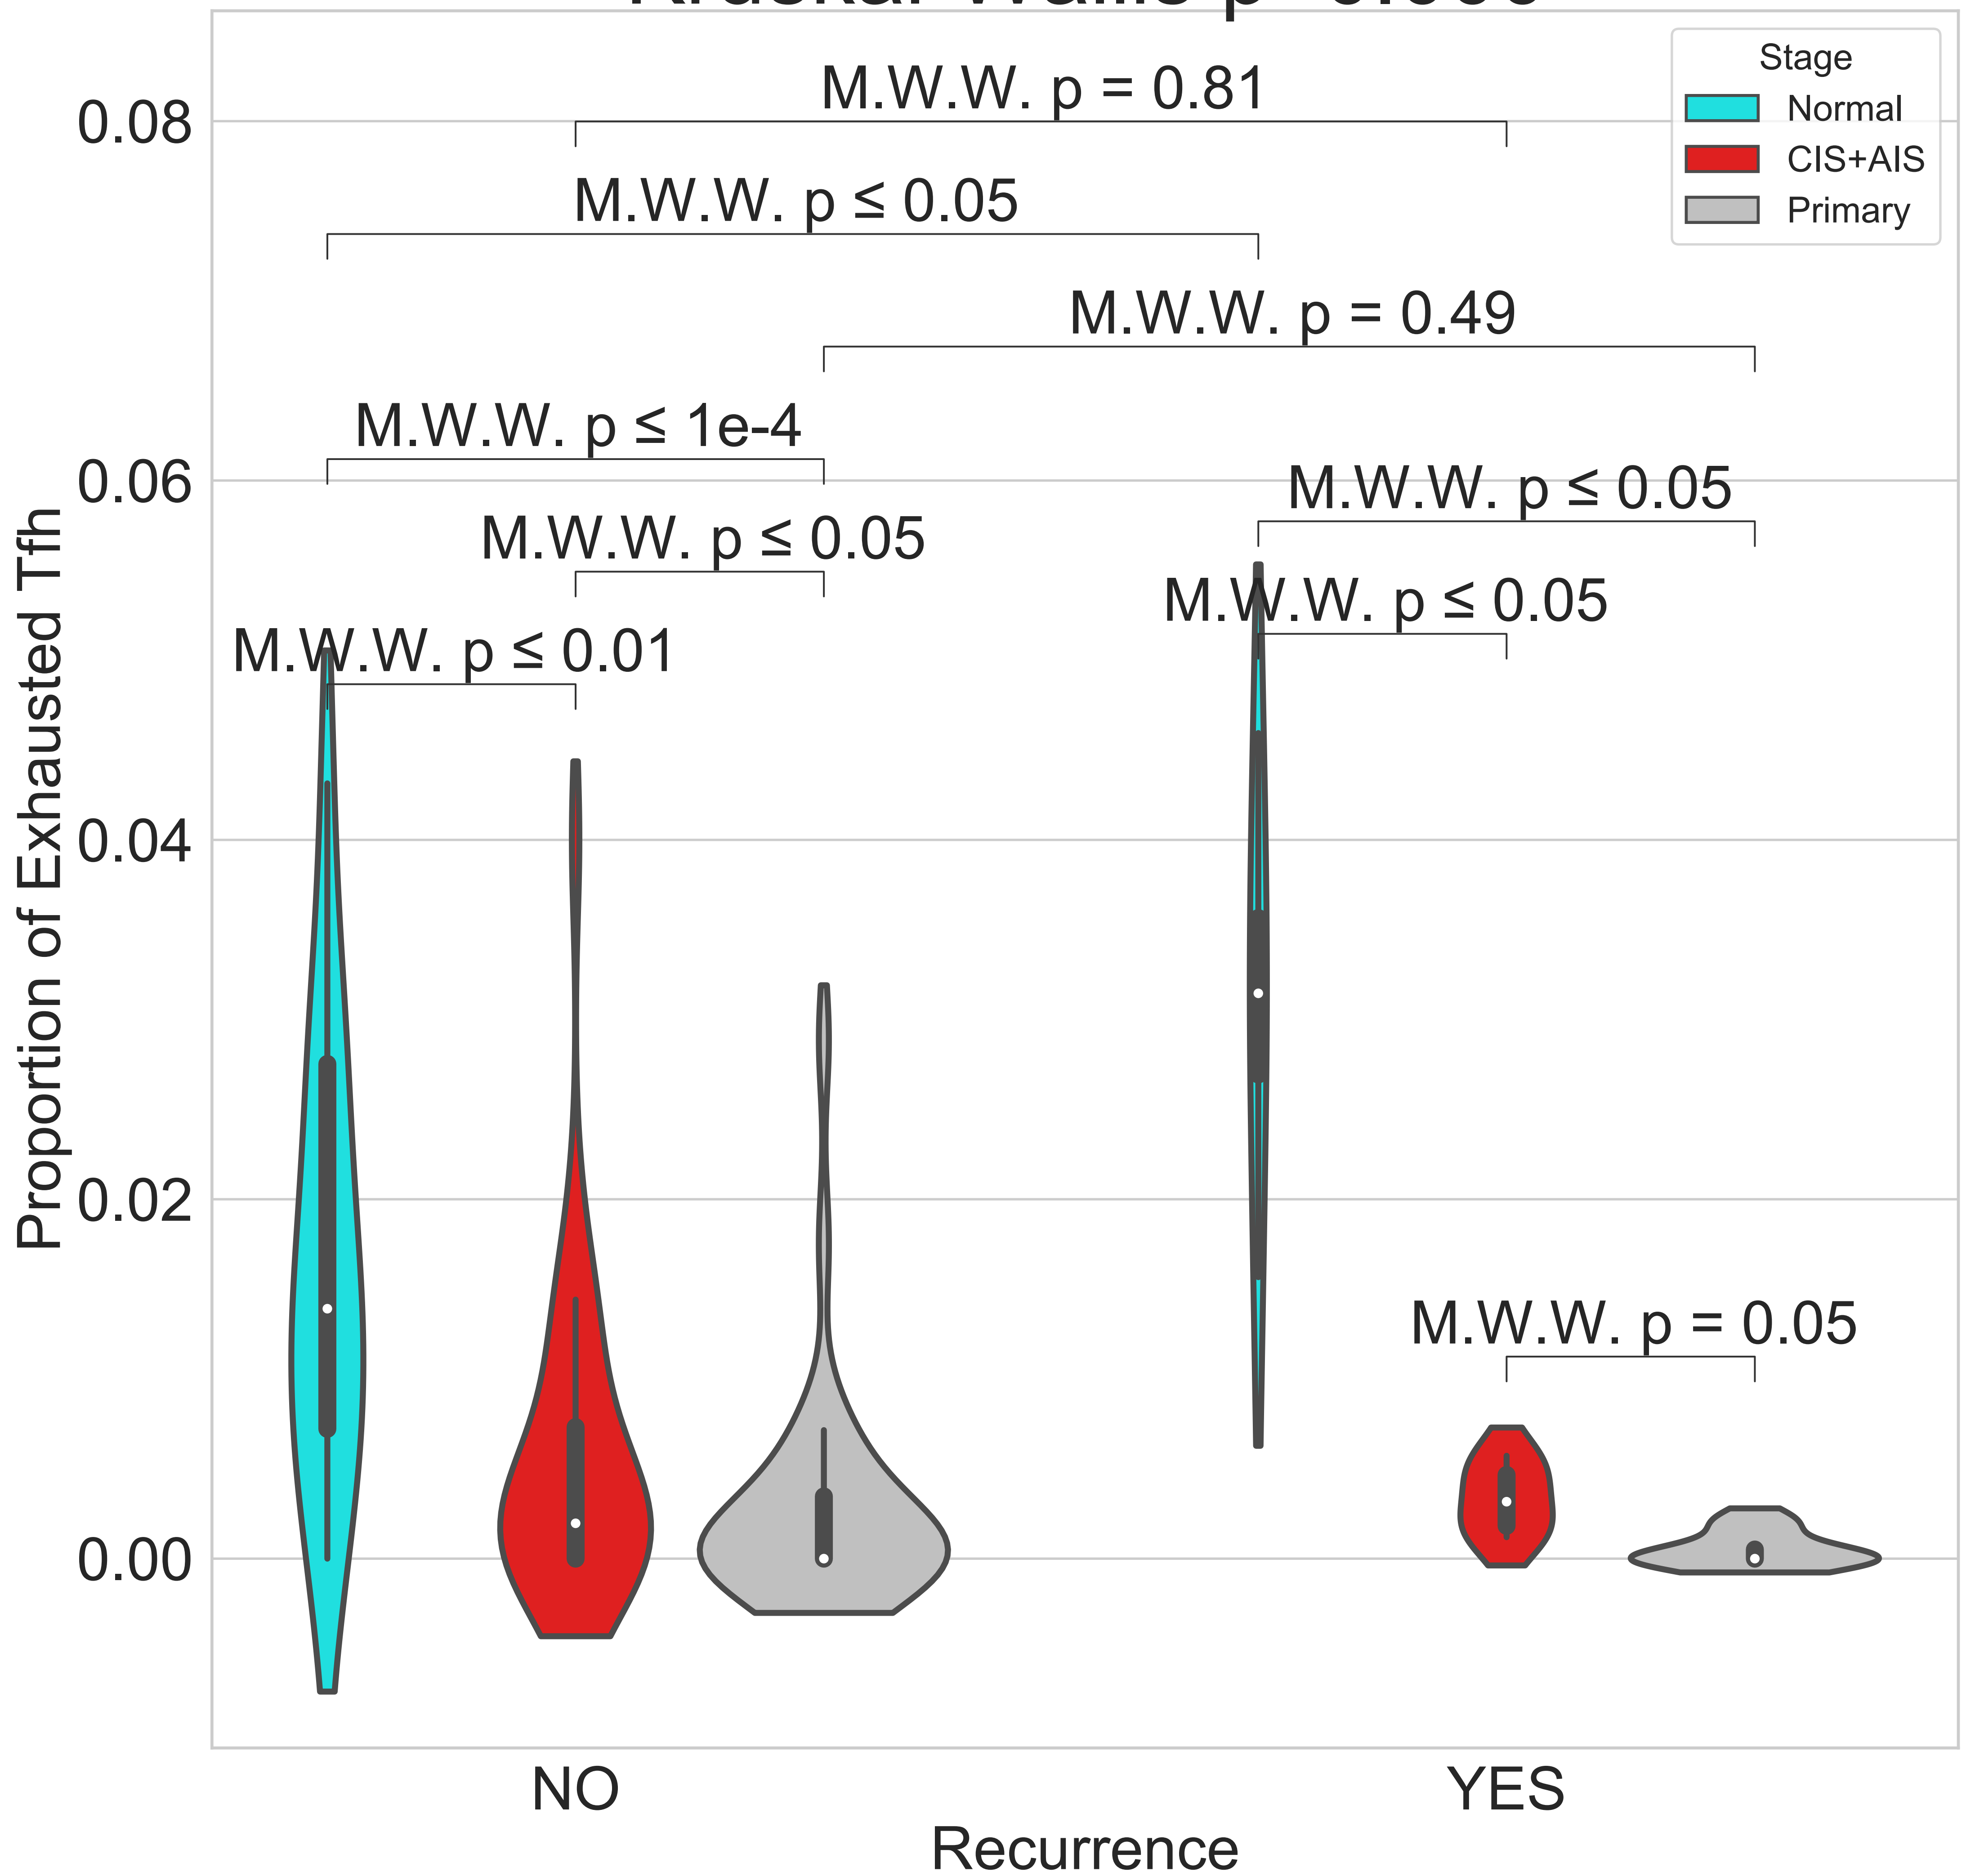 Stage
Normal
CIS+AIS
Primary
M.W.W. p = 0.81
M.W.W. p ≤ 0.05
M.W.W. p = 0.49
M.W.W. p ≤ 1e-4
M.W.W. p ≤ 0.05
M.W.W. p ≤ 0.05
M.W.W. p ≤ 0.05
M.W.W. p ≤ 0.01
M.W.W. p = 0.05
0.08
0.06
0.04
0.02
0.00
Proportion of Exhausted Tfh
NO
YES
Recurrence